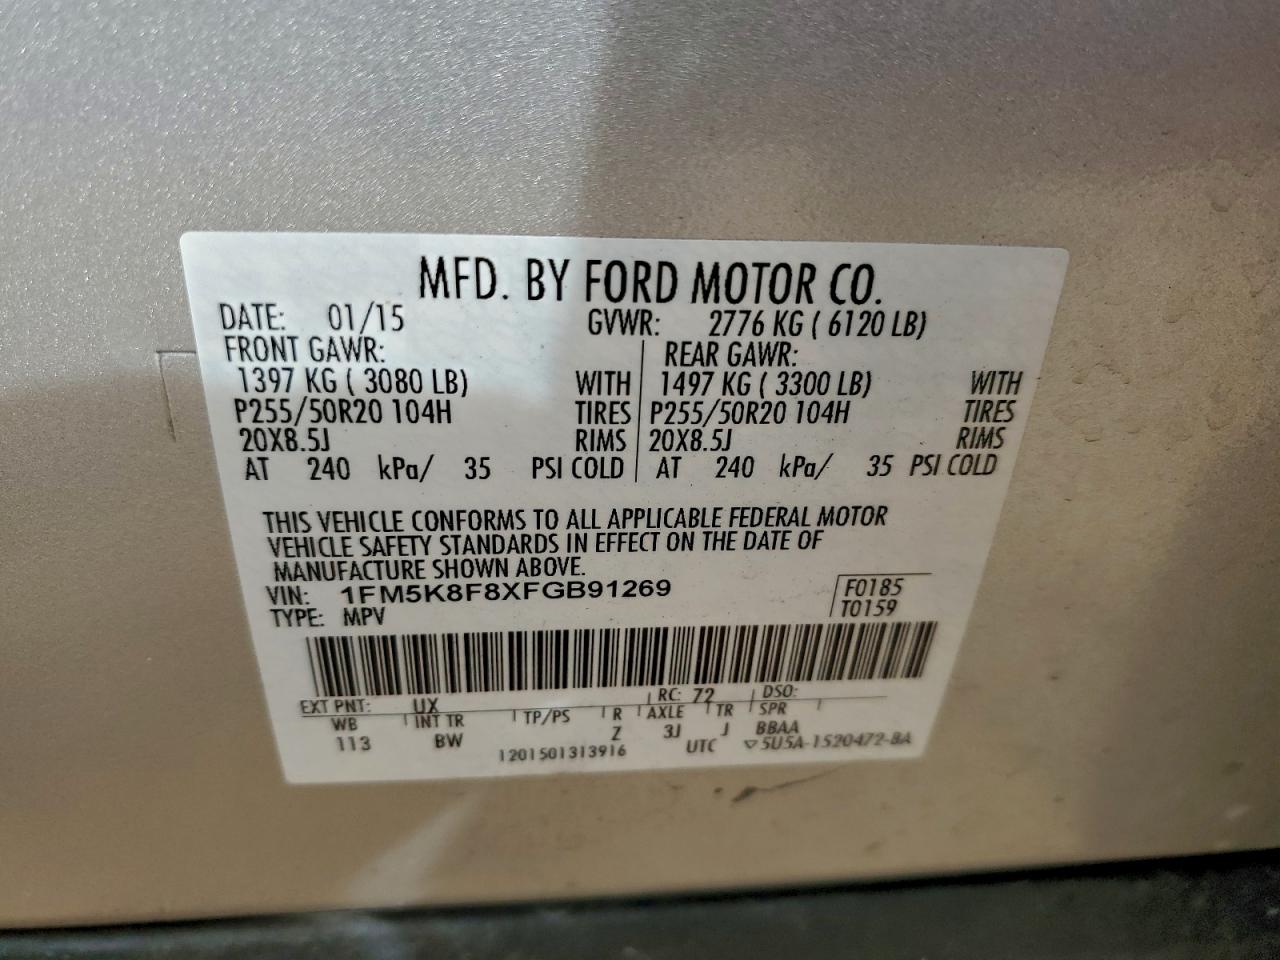 MFD. BY FORD MOTOR CO.
DATE: 01/15 GVWR: 2776 KG ( 6120 LB)
FRONT GAWR: REAR GAWR:
1397 KG ( 3080 LB) WITH 1497 KG ( 3300 LB) WITH
P255/50R20 104H TIRES P255/50R20 104H TIRES
20X8.5J RIMS 20X8.5J RIMS
AT 240 kPa/ 35 PSI COLD AT 240 kPa/ 35 PSI COLD
THIS VEHICLE CONFORMS TO ALL APPLICABLE FEDERAL MOTOR
VEHICLE SAFETY STANDARDS IN EFFECT ON THE DATE OF
MANUFACTURE SHOWN ABOVE.
VIN: 1FM5K8F8XFGB91269 F0185
TYPE: MPV T0159
EXT PNT: UX RC: 72 DSO:
WB INT TR TP/PS R AXLE TR SPR
113 BW Z 3J J BBAA
1201501313916 UTC ▽5U5A-1520472-BA